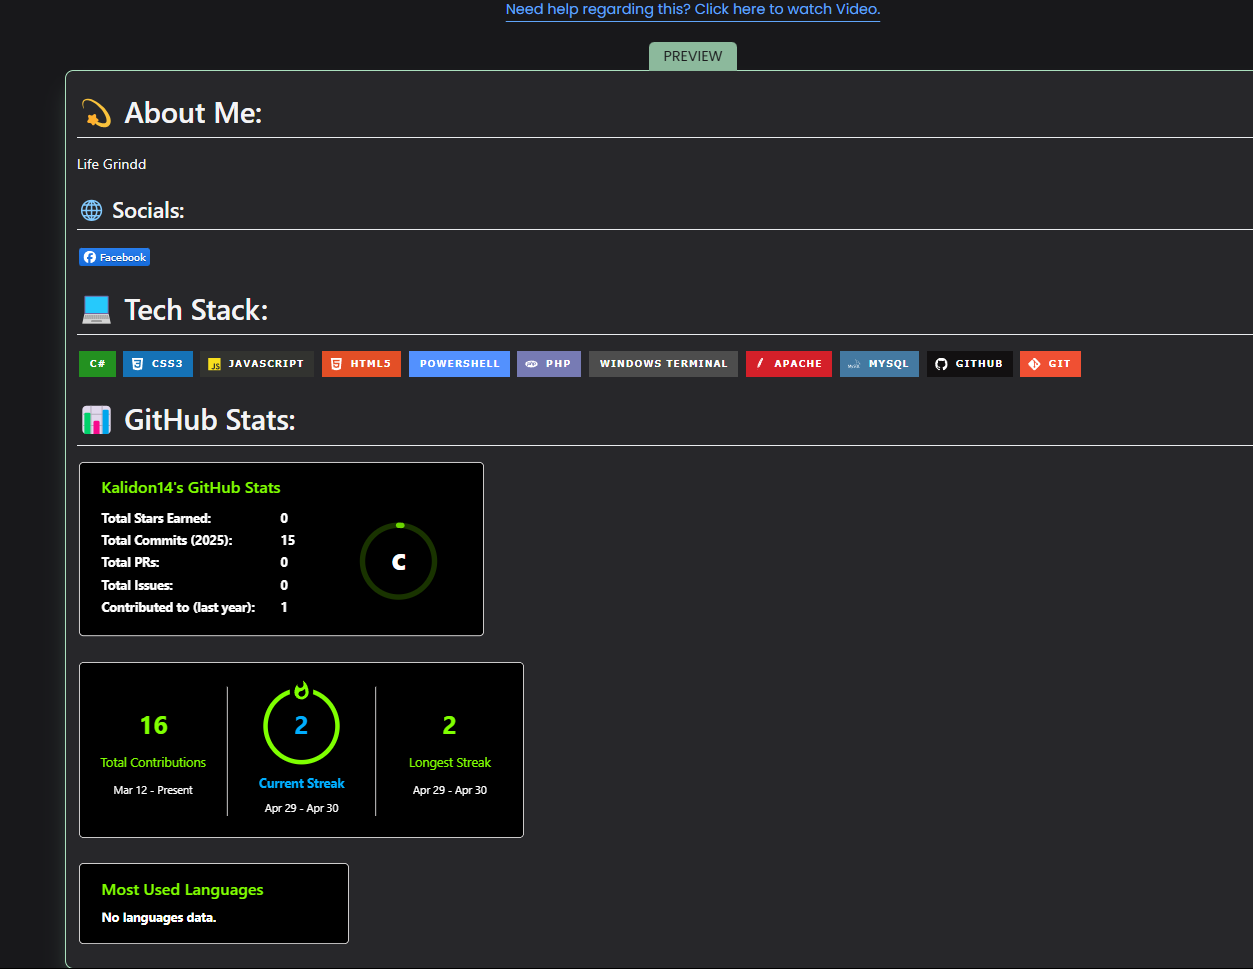 Need help regarding this? Click here to watch Video.
PREVIEW
About Me:
Life Grindd
Socials:
Facebook
Tech Stack:
C# CSS3 JS JAVASCRIPT HTML5 POWERSHELL php PHP WINDOWS TERMINAL APACHE MySQL MYSQL GITHUB GIT
GitHub Stats:
Kalidon14's GitHub Stats
Total Stars Earned: 0
Total Commits (2025): 15
Total PRs: 0
Total Issues: 0
Contributed to (last year): 1
C
16
Total Contributions
Mar 12 - Present
2
Current Streak
Apr 29 - Apr 30
2
Longest Streak
Apr 29 - Apr 30
Most Used Languages
No languages data.